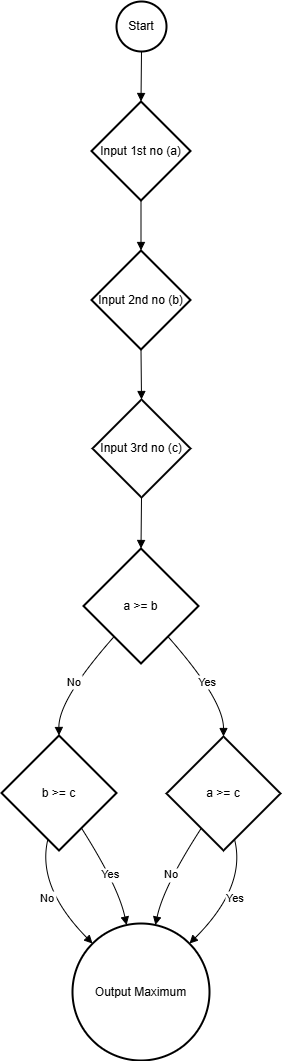 Start
Input 1st no (a)
Input 2nd no (b)
Input 3rd no (c)
a >= b
No
Yes
b >= c
a >= c
No
Yes
No
Yes
Output Maximum